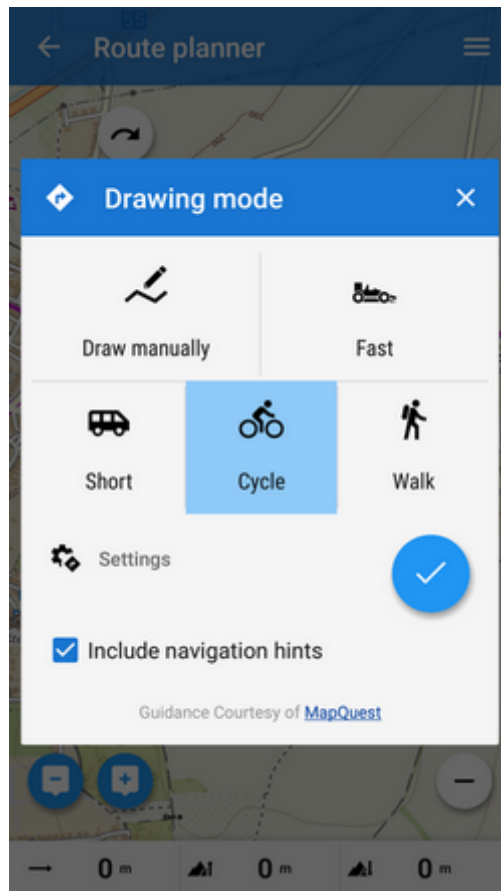 55
Route planner
Drawing mode
Draw manually
Fast
Short
Cycle
Walk
Settings
Include navigation hints
Guidance Courtesy of MapQuest
0 m
0 m
0 m